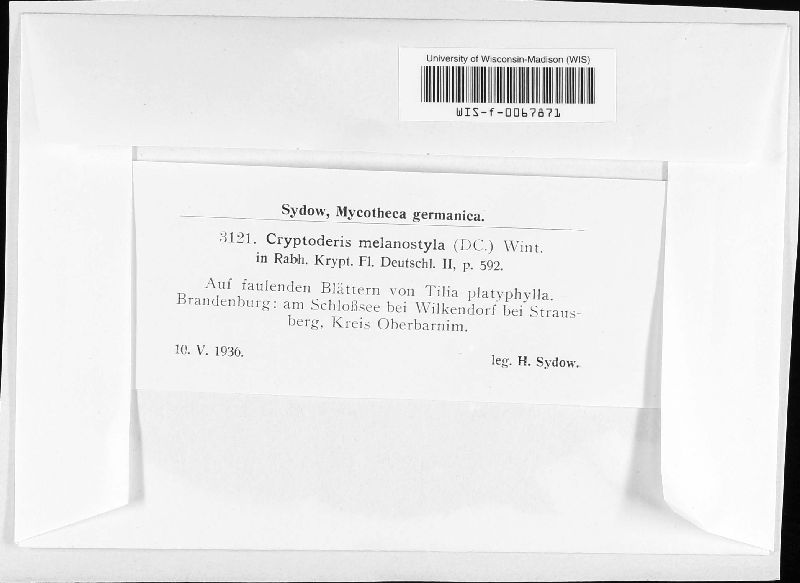 University of Wisconsin-Madison (WIS)
WIS-f-0067871
Sydow, Mycotheca germanica.
3121. Cryptoderis melanostyla (DC.) Wint.
in Rabh. Krypt. Fl. Deutschl. II, p. 592.
Auf faulenden Blättern von Tilia platyphylla.
Brandenburg: am Schloßsee bei Wilkendorf bei Straus-
berg, Kreis Oberbarnim.
10. V. 1936.
leg. H. Sydow.